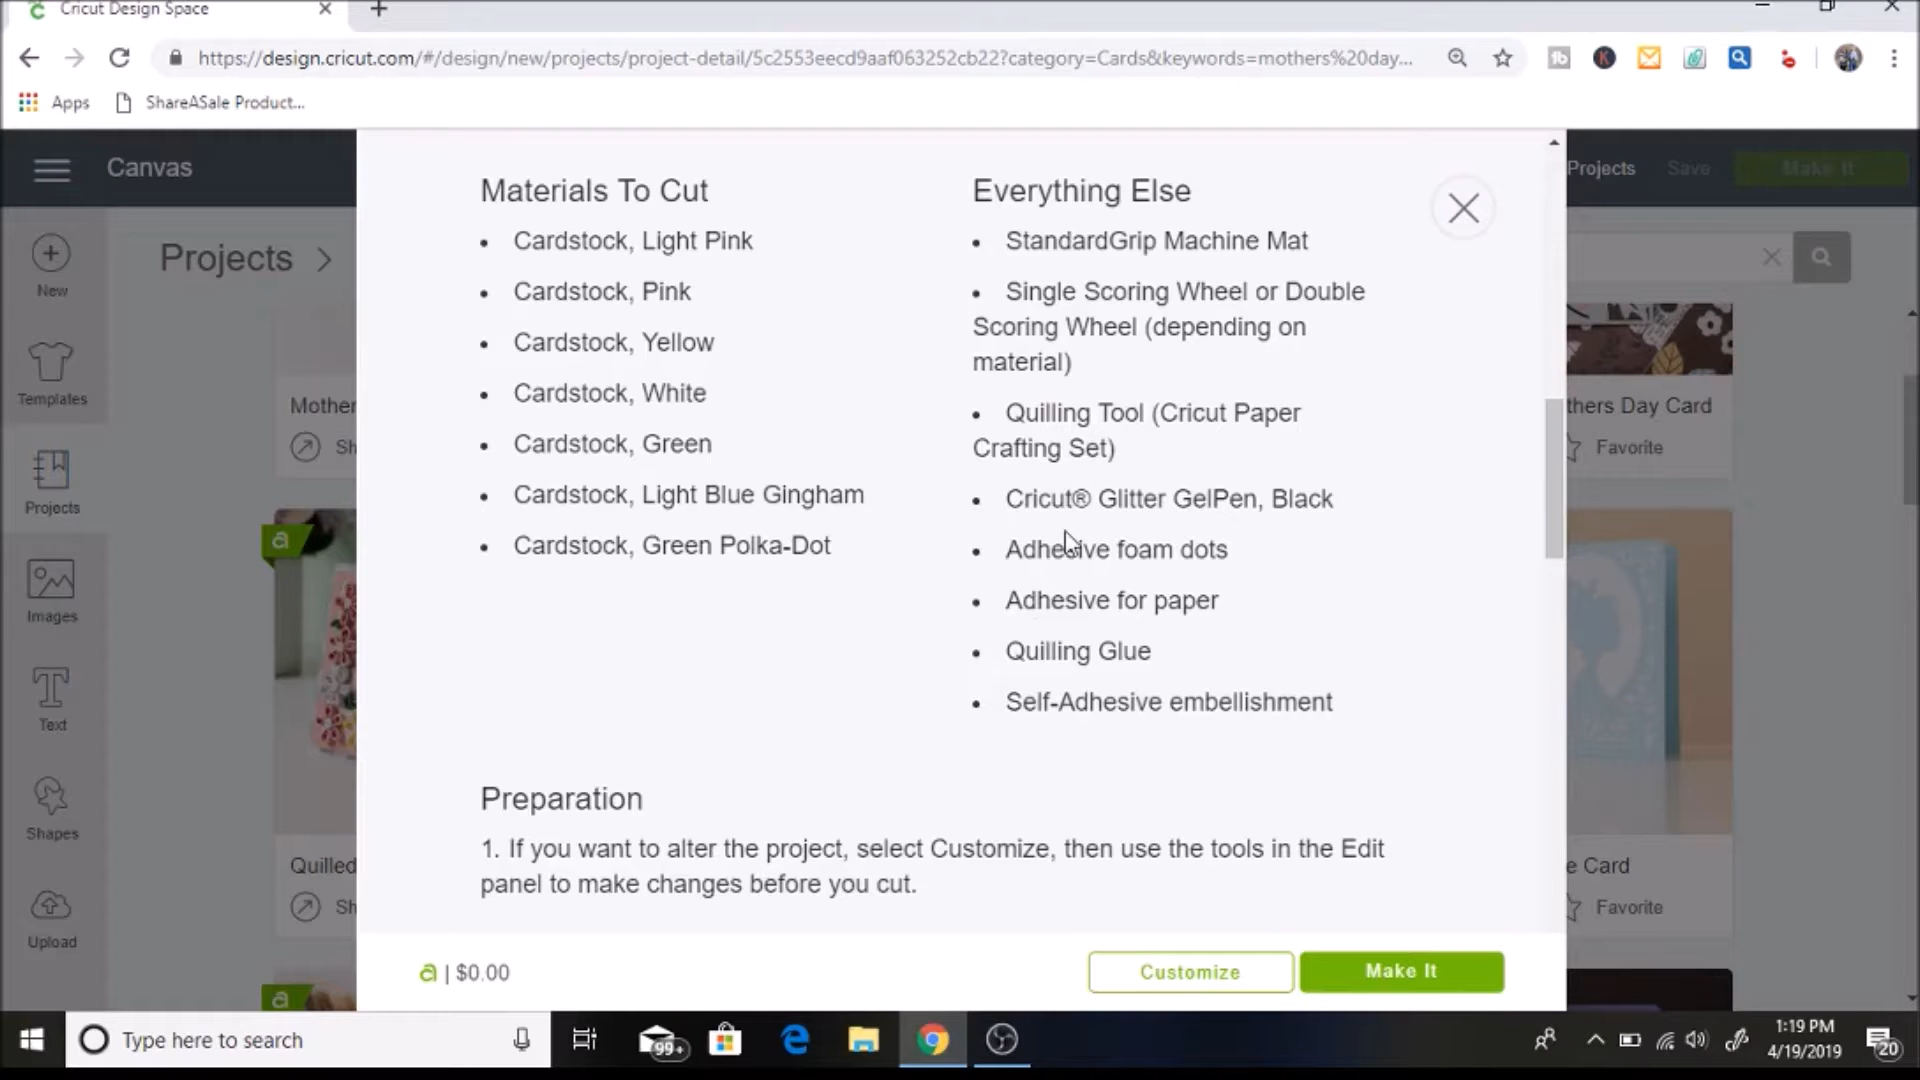 Cricut Design Space
https://design.cricut.com/#/design/new/projects/project-detail/5c2553eecd9aaf063252cb22?category=Cards&keywords=mothers%20day...
Apps
ShareASale Product...
Canvas
Projects
Save
Make It
Projects
New
Templates
Projects
Images
Text
Shapes
Upload
Mother
Sh
Quilled
Sh
thers Day Card
Favorite
e Card
Favorite
Materials To Cut
• Cardstock, Light Pink
• Cardstock, Pink
• Cardstock, Yellow
• Cardstock, White
• Cardstock, Green
• Cardstock, Light Blue Gingham
• Cardstock, Green Polka-Dot
Everything Else
• StandardGrip Machine Mat
• Single Scoring Wheel or Double
Scoring Wheel (depending on
material)
• Quilling Tool (Cricut Paper
Crafting Set)
• Cricut® Glitter GelPen, Black
• Adhesive foam dots
• Adhesive for paper
• Quilling Glue
• Self-Adhesive embellishment
Preparation
1. If you want to alter the project, select Customize, then use the tools in the Edit
panel to make changes before you cut.
a | $0.00
Customize
Make It
Type here to search
99+
1:19 PM
4/19/2019
20